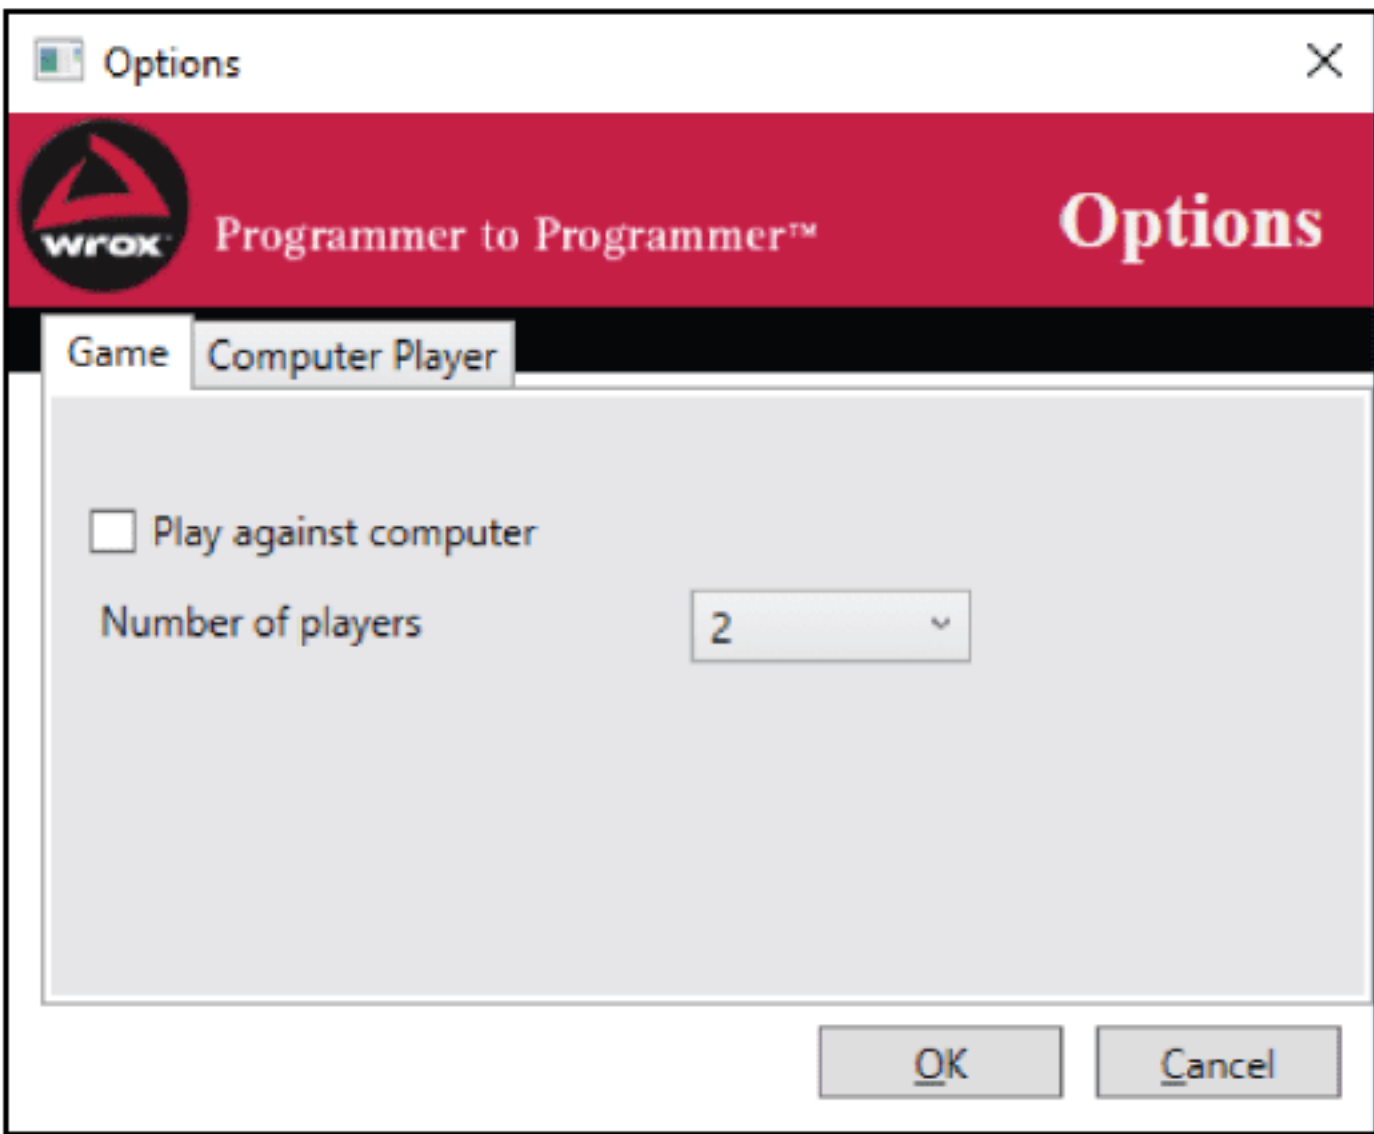 Options
wrox
Programmer to Programmer™
Options
Game Computer Player
Play against computer
Number of players 2
OK Cancel